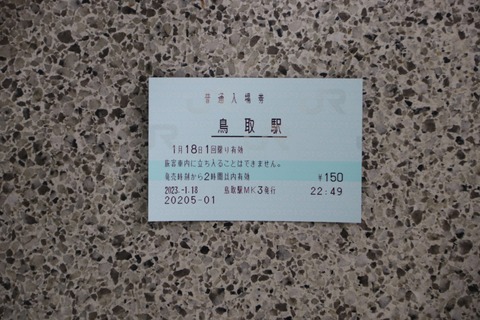 普通入場券
鳥取駅
1月18日1回限り有効
旅客車内に立ち入ることはできません。
発売時刻から2時間以内有効 ¥150
2023.-1.18 鳥取駅MK3発行 22:49
20205-01